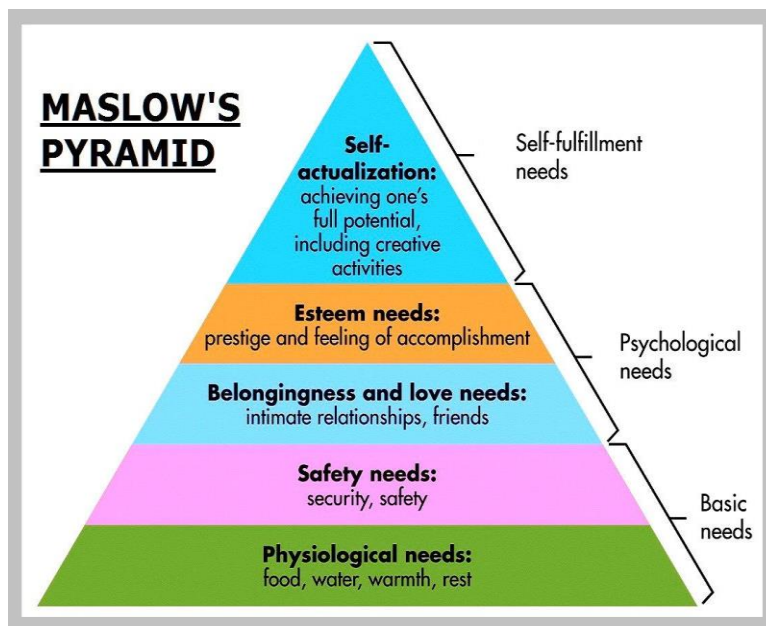 MASLOW'S
PYRAMID
Self-
actualization:
achieving one's
full potential,
including creative
activities
Self-fulfillment
needs
Esteem needs:
prestige and feeling of accomplishment
Psychological
needs
Belongingness and love needs:
intimate relationships, friends
Safety needs:
security, safety
Basic
needs
Physiological needs:
food, water, warmth, rest